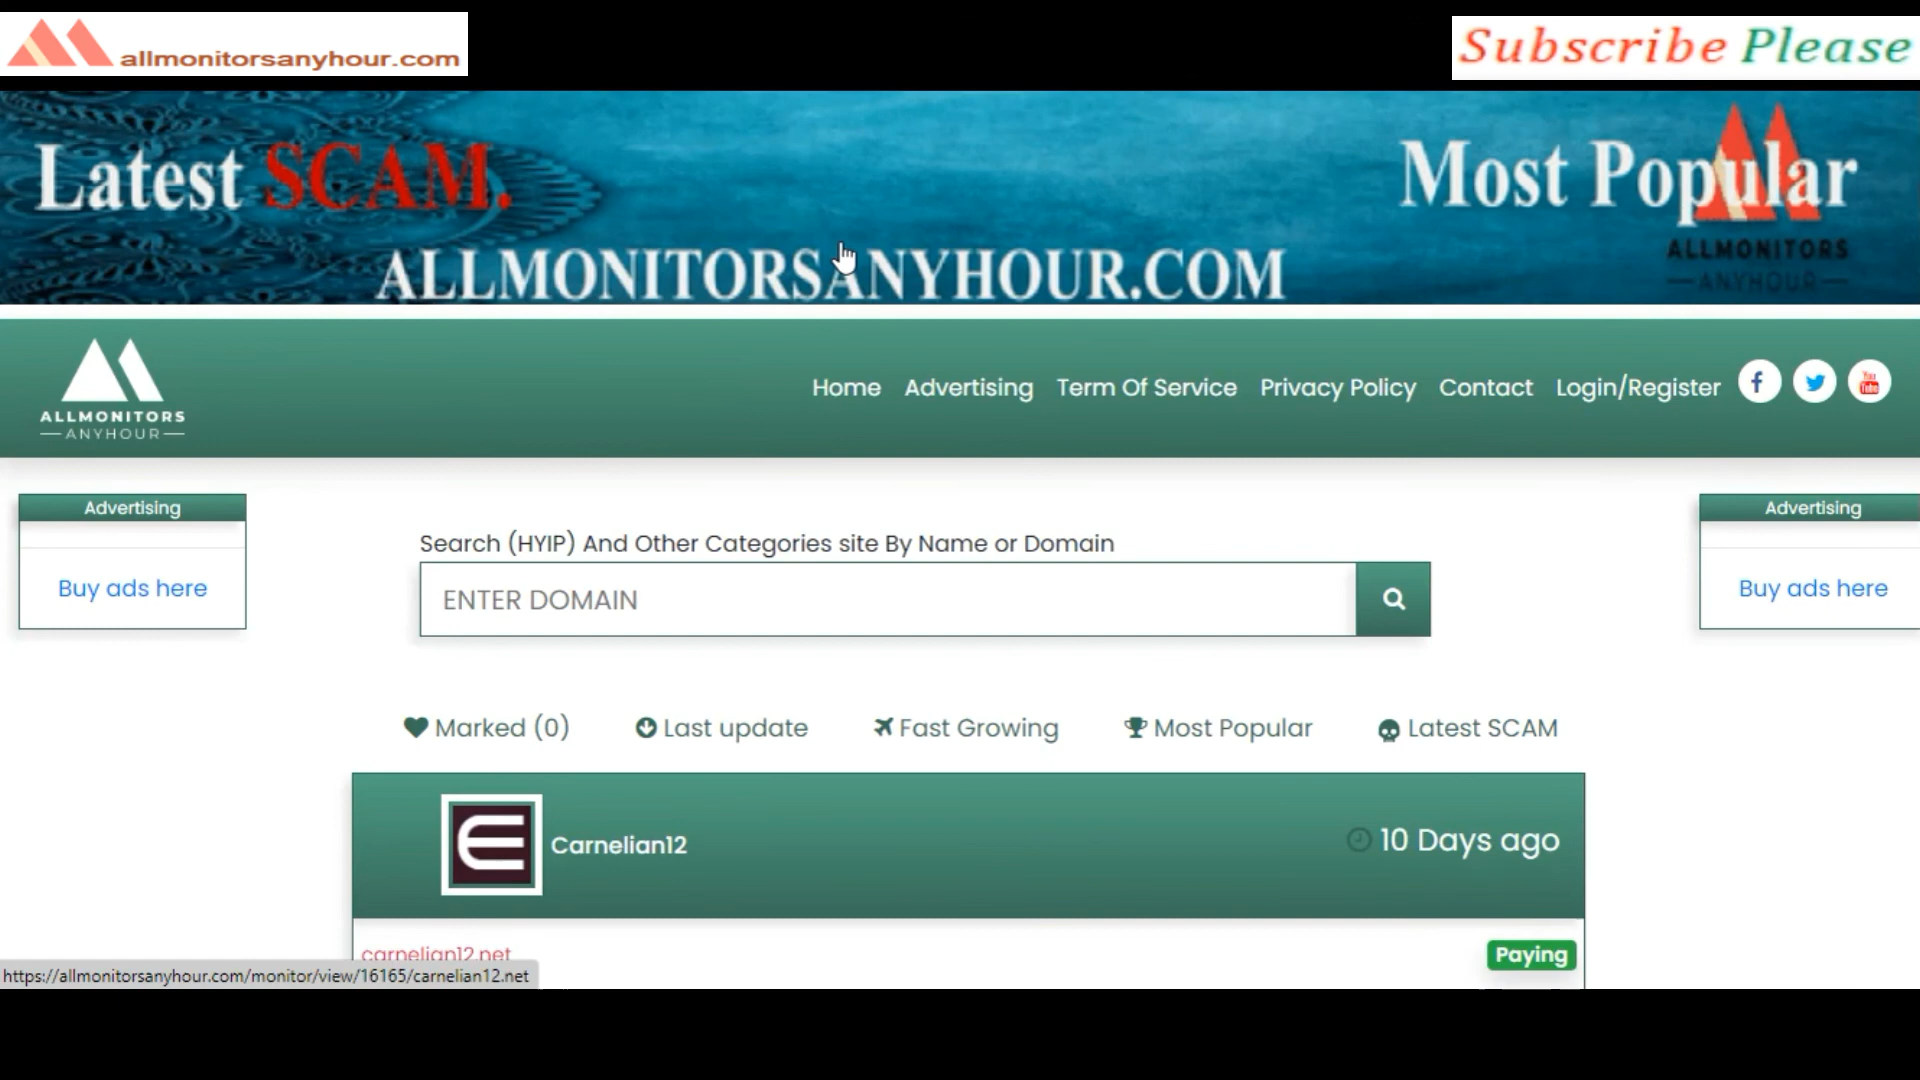 allmonitorsanyhour.com
Subscribe Please
Latest SCAM.
Most Popular
ALLMONITORS
ANYHOUR
ALLMONITORSANYHOUR.COM
ALLMONITORS
ANYHOUR
Home Advertising Term Of Service Privacy Policy Contact Login/Register
You Tube
Advertising
Buy ads here
Advertising
Buy ads here
Search (HYIP) And Other Categories site By Name or Domain
ENTER DOMAIN
Marked (0) Last update Fast Growing Most Popular Latest SCAM
Carnelian12
10 Days ago
carnelian12.net
Paying
https://allmonitorsanyhour.com/monitor/view/16165/carnelian12.net